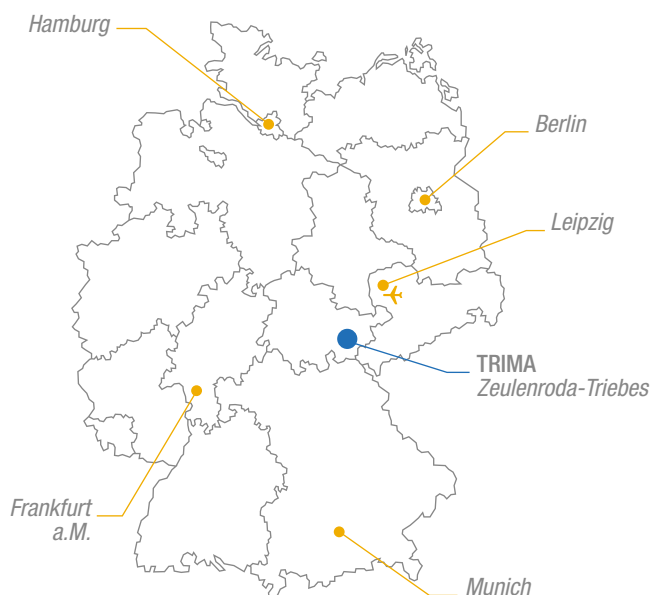 Hamburg
Berlin
Leipzig
TRIMA
Zeulenroda-Triebes
Frankfurt
a.M.
Munich